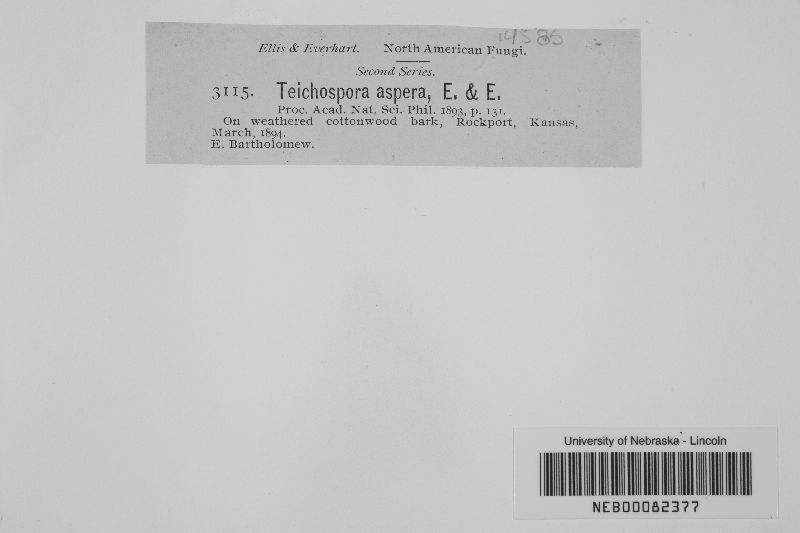 14586
Ellis & Everhart. North American Fungi.
Second Series.
3115. Teichospora aspera, E. & E.
Proc. Acad. Nat. Sci. Phil. 1893, p. 131.
On weathered cottonwood bark, Rockport, Kansas,
March, 1894.
E. Bartholomew.
University of Nebraska - Lincoln
NEB00082377